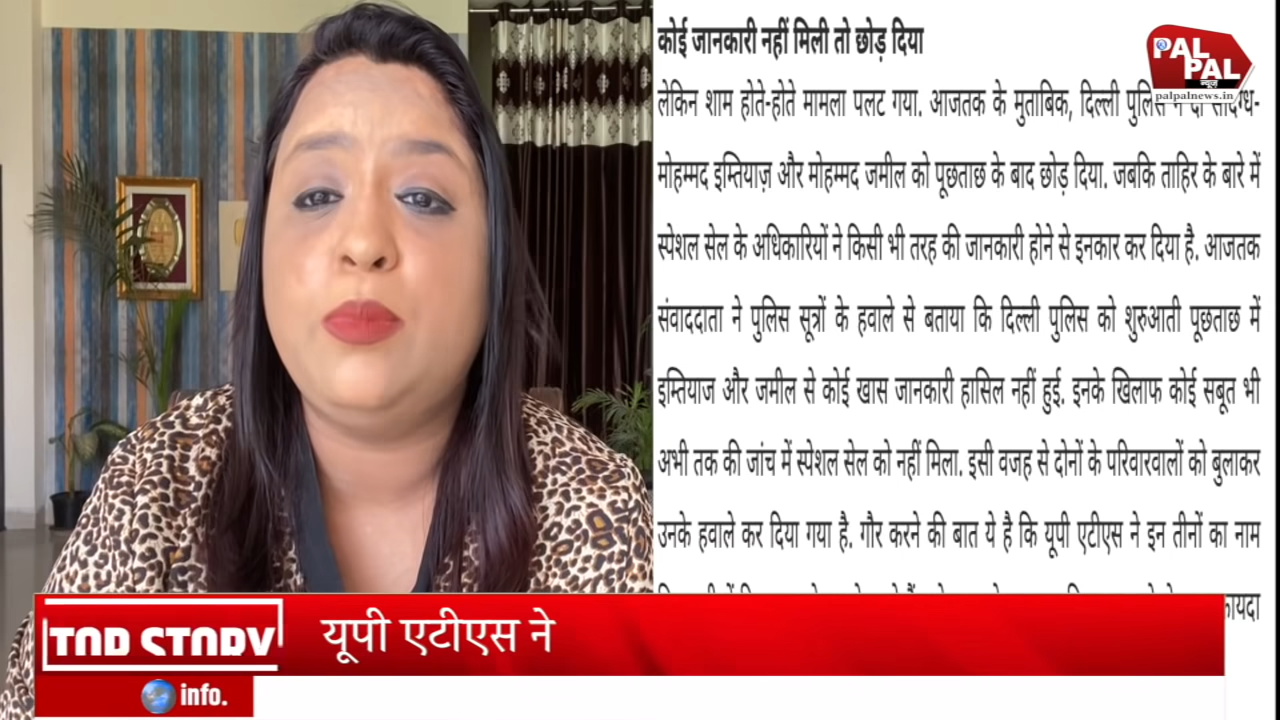 कोई जानकारी नहीं मिली तो छोड़ दिया
PAL PAL
न्यूज़
palpalnews.in
लेकिन शाम होते-होते मामला पलट गया. आजतक के मुताबिक, दिल्ली पुलिस ने दो संदिग्ध-
मोहम्मद इम्तियाज़ और मोहम्मद जमील को पूछताछ के बाद छोड़ दिया. जबकि ताहिर के बारे में
स्पेशल सेल के अधिकारियों ने किसी भी तरह की जानकारी होने से इनकार कर दिया है. आजतक
संवाददाता ने पुलिस सूत्रों के हवाले से बताया कि दिल्ली पुलिस को शुरुआती पूछताछ में
इम्तियाज और जमील से कोई खास जानकारी हासिल नहीं हुई. इनके खिलाफ कोई सबूत भी
अभी तक की जांच में स्पेशल सेल को नहीं मिला. इसी वजह से दोनों के परिवारवालों को बुलाकर
उनके हवाले कर दिया गया है. गौर करने की बात ये है कि यूपी एटीएस ने इन तीनों का नाम
TOP STORY
यूपी एटीएस ने
info.